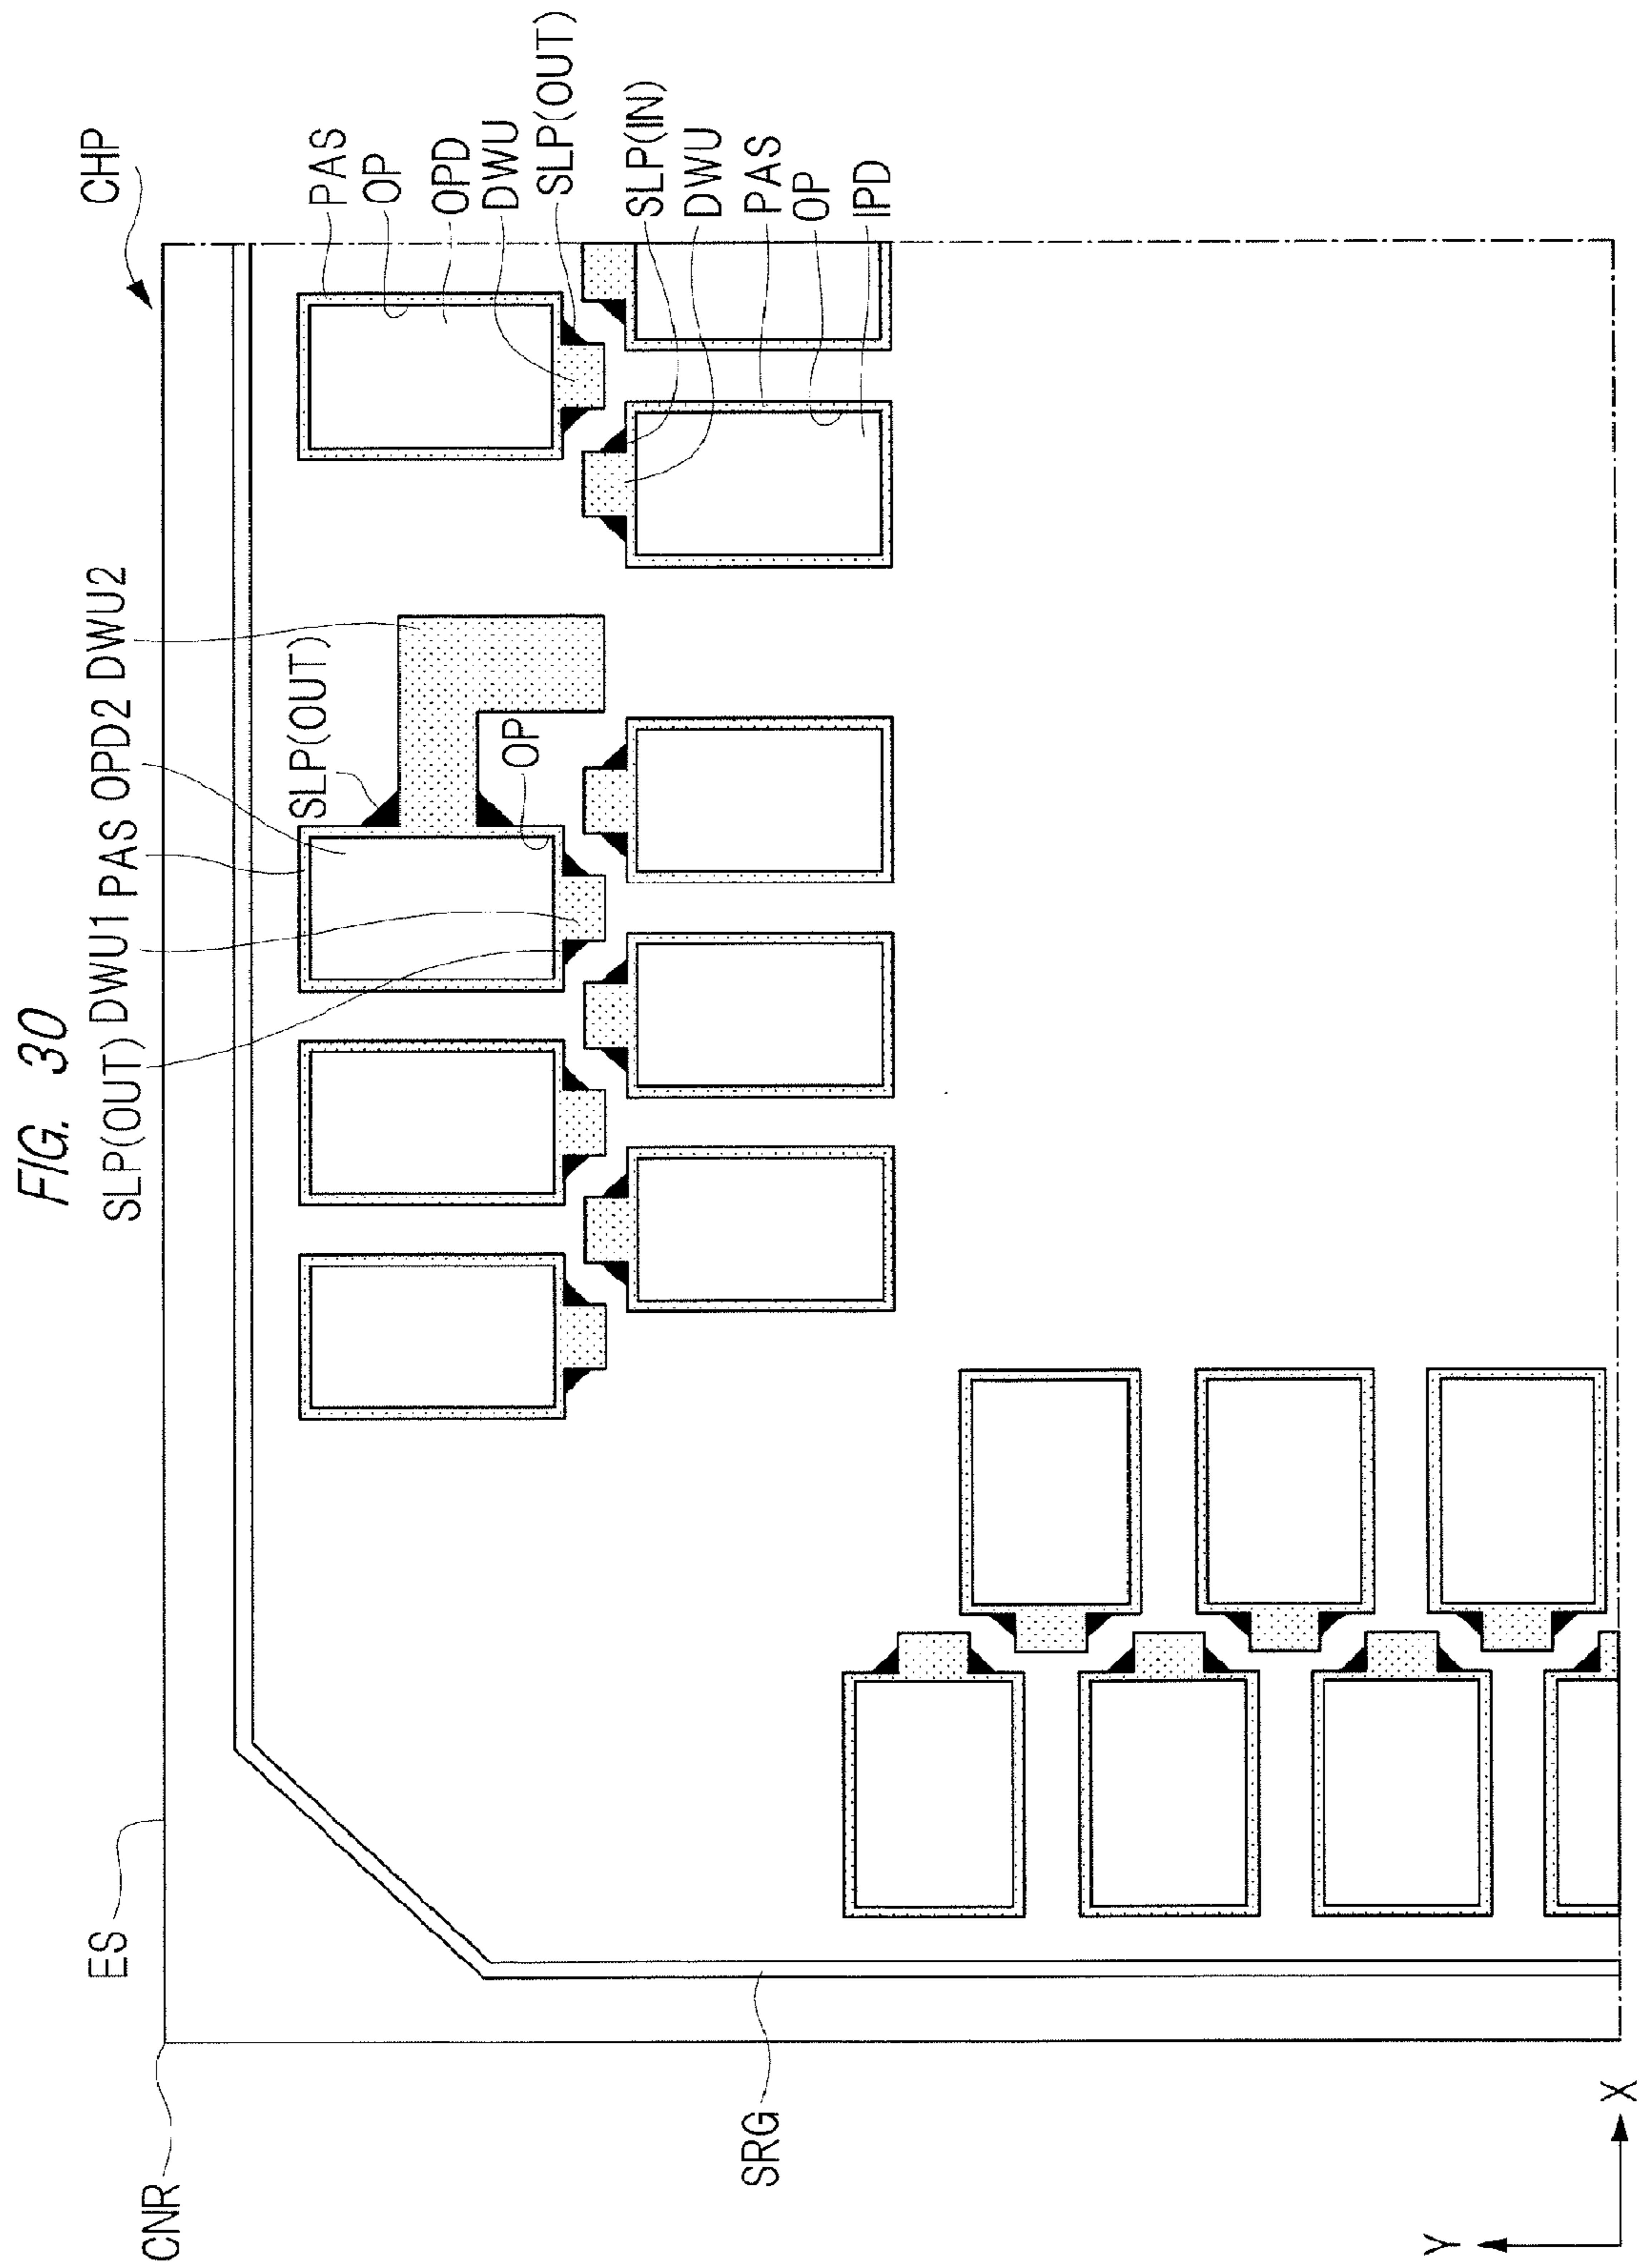 FIG. 30
SLP(OUT) DWU1 PAS OPD2 DWU2
CHP
ES
CNR
SLP(OUT)
OP
PAS
OP
OPD
DWU
SLP(OUT)
SLP(IN)
DWU
PAS
OP
IPD
SRG
Y
X